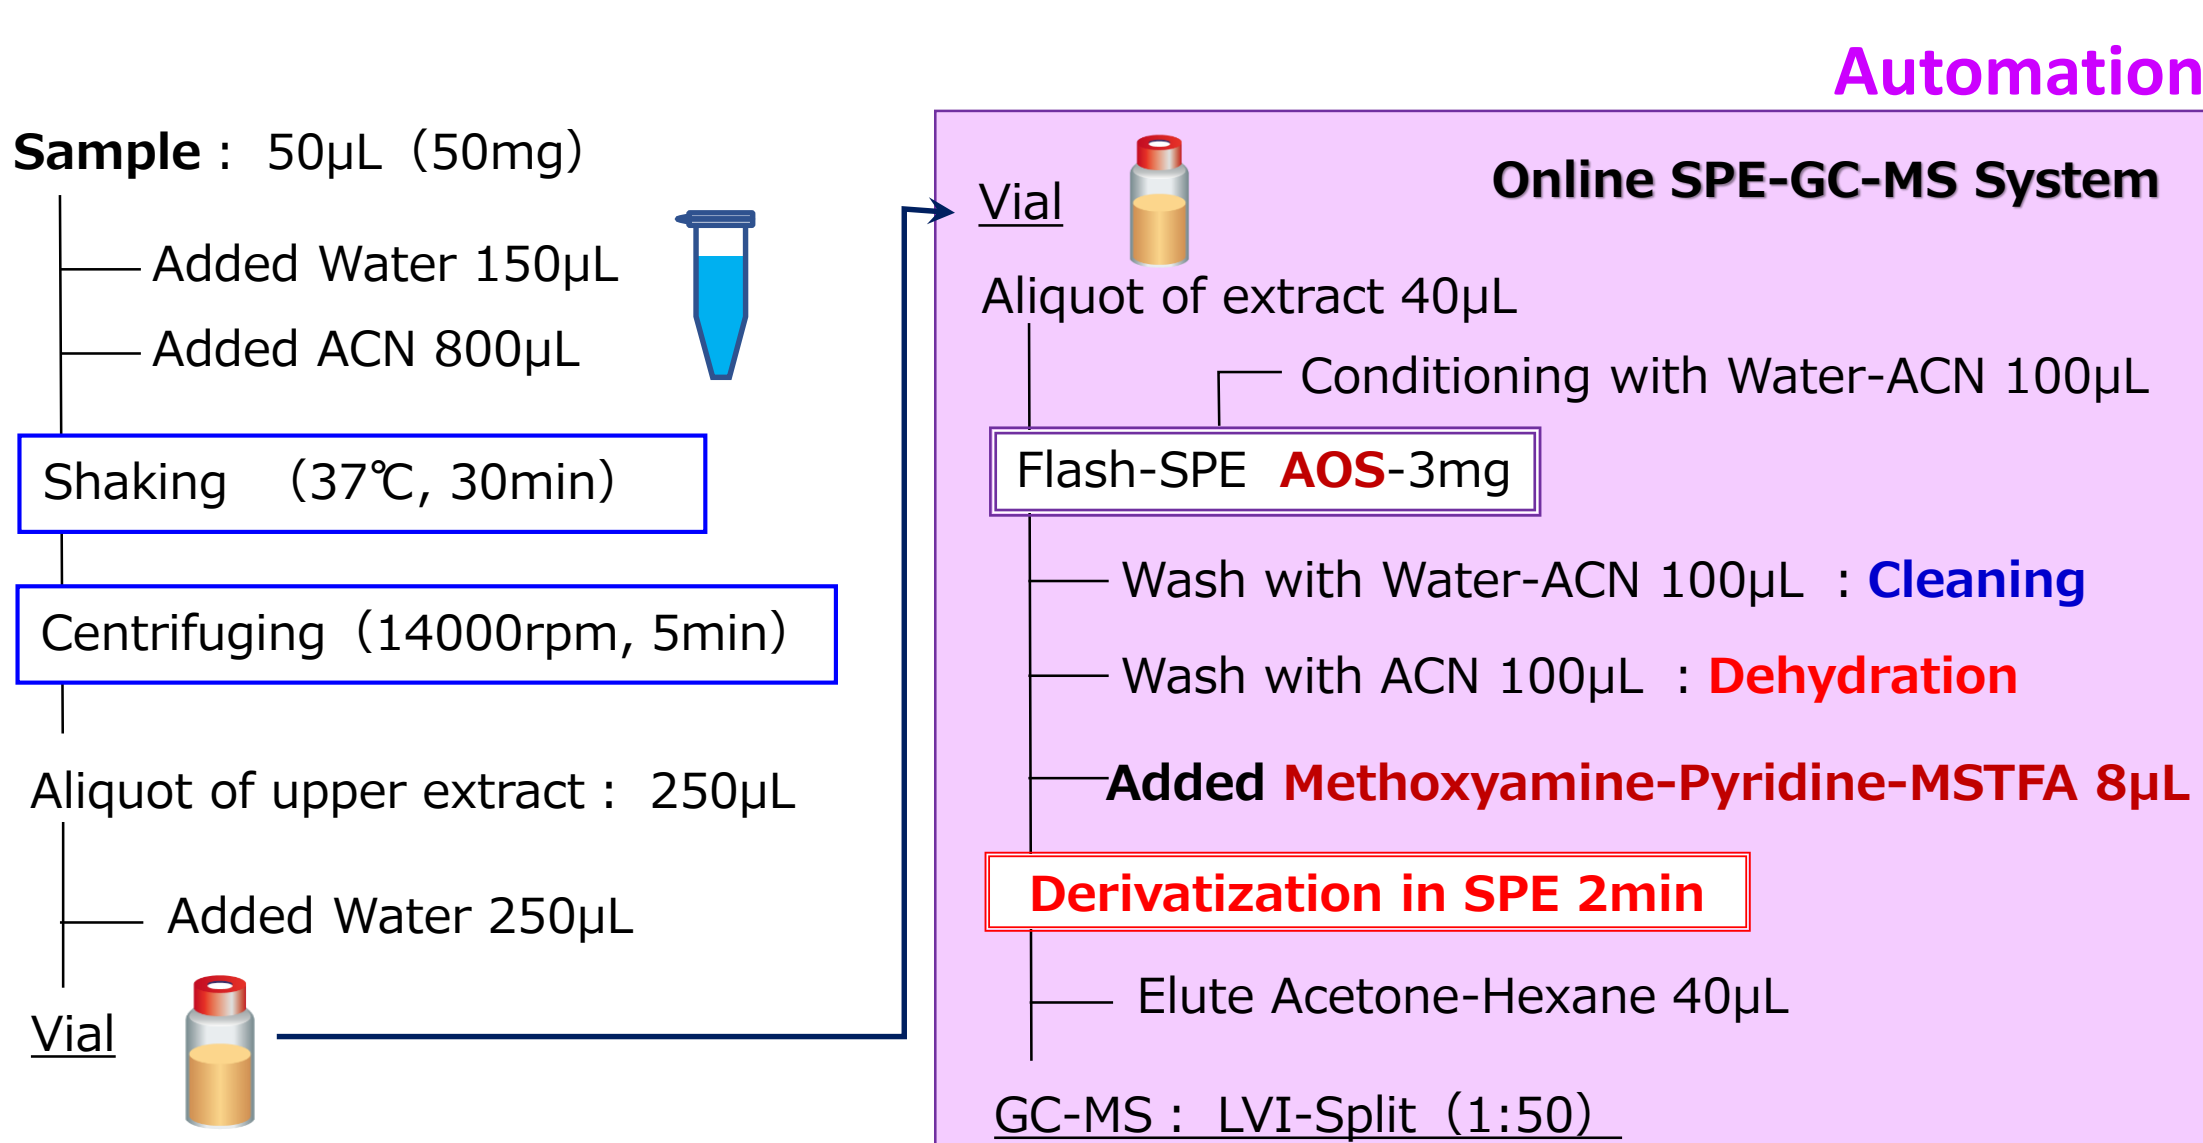 Automation
Sample： 50µL（50mg）
Added Water 150µL
Added ACN 800µL
Shaking （37℃, 30min）
Centrifuging（14000rpm, 5min）
Aliquot of upper extract： 250µL
Added Water 250µL
Vial
Online SPE-GC-MS System
Vial
Aliquot of extract 40µL
Conditioning with Water-ACN 100µL
Flash-SPE AOS-3mg
Wash with Water-ACN 100µL ：Cleaning
Wash with ACN 100µL ：Dehydration
Added Methoxyamine-Pyridine-MSTFA 8µL
Derivatization in SPE 2min
Elute Acetone-Hexane 40µL
GC-MS： LVI-Split（1:50）